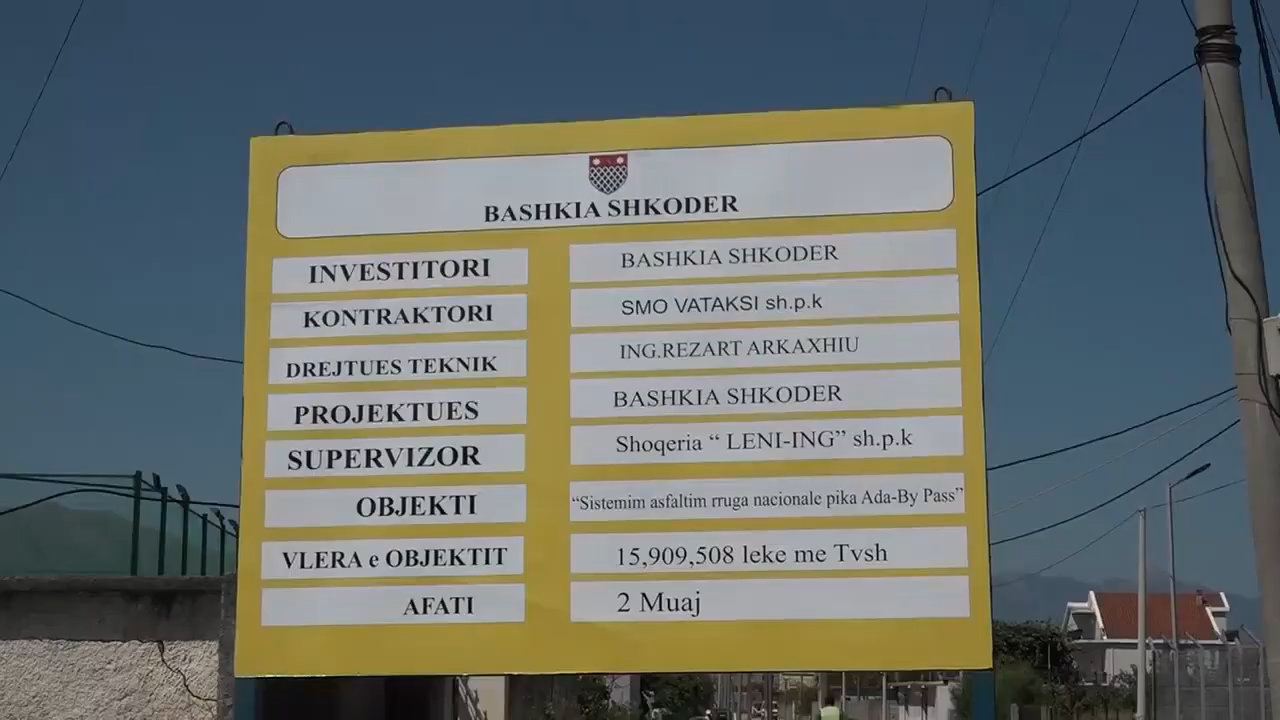 BASHKIA SHKODER
INVESTITORI BASHKIA SHKODER
KONTRAKTORI SMO VATAKSI sh.p.k
DREJTUES TEKNIK ING.REZART ARKAXHIU
PROJEKTUES BASHKIA SHKODER
SUPERVIZOR Shoqeria “ LENI-ING” sh.p.k
OBJEKTI “Sistemim asfaltim rruga nacionale pika Ada-By Pass”
VLERA e OBJEKTIT 15,909,508 leke me Tvsh
AFATI 2 Muaj